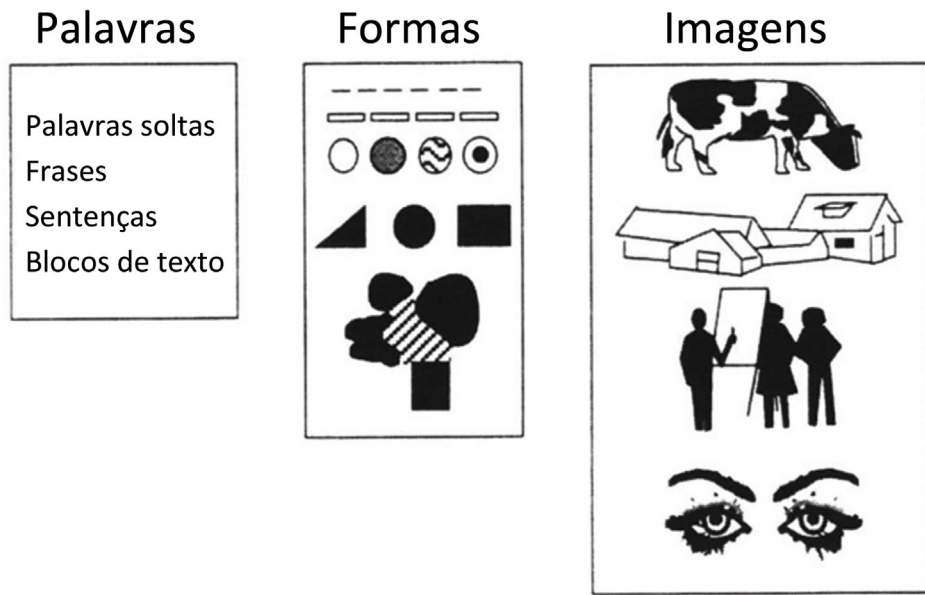 Palavras
Formas
Imagens
Palavras soltas
Frases
Sentenças
Blocos de texto